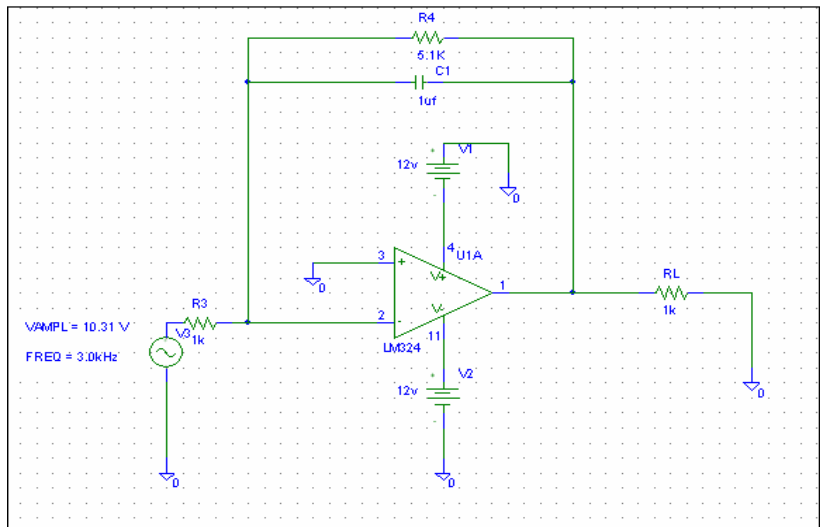 R4
5.1K
C1
1uf
V1
12v
0
3
4
U1A
+
V+
0
1
RL
1k
R3
2
-
V-
VAMPL = 10.31 V
V3
1k
11
LM324
FREQ = 3.0kHz
V2
12v
0
0
0